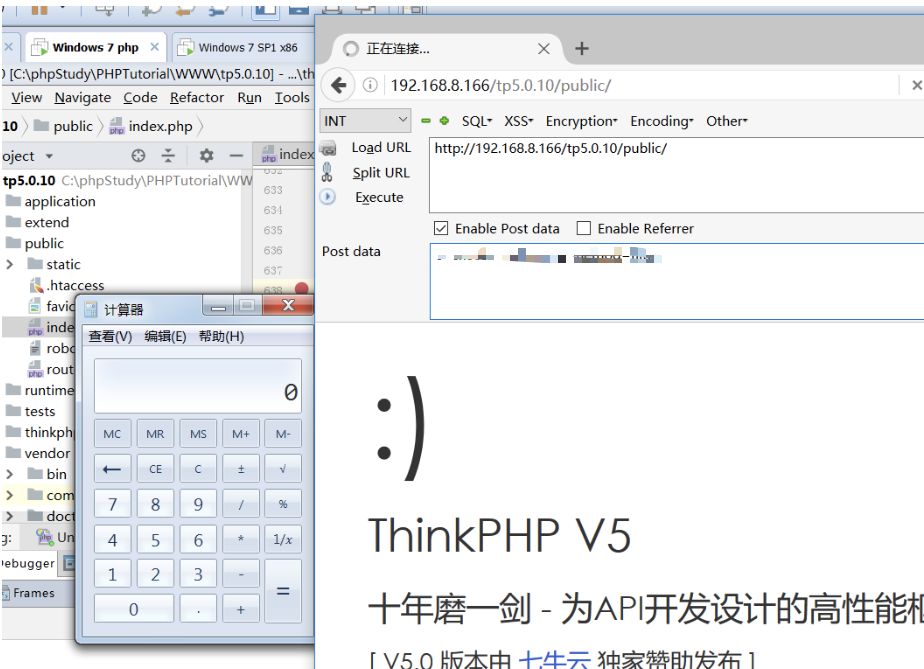 Windows 7 php
Windows 7 SP1 x86
[C:\phpStudy\PHPTutorial\WWW\tp5.0.10] - ...\th
View Navigate Code Refactor Run Tools
10 public index.php
oject
index
tp5.0.10 C:\phpStudy\PHPTutorial\WW
application
extend
public
static
.htaccess
favic
inde
robo
rout
runtime
tests
thinkph
vendor
bin
com
doct
g: Un
ebugger
Frames
632
633
634
635
636
637
638
计算器
查看(V) 编辑(E) 帮助(H)
0
MC MR MS M+ M-
← CE C ± √
7 8 9 / %
4 5 6 * 1/x
1 2 3 - =
0 . +
正在连接...
192.168.8.166/tp5.0.10/public/
INT SQL XSS Encryption Encoding Other
Load URL
Split URL
Execute
http://192.168.8.166/tp5.0.10/public/
Enable Post data Enable Referrer
Post data
:)
ThinkPHP V5
十年磨一剑 - 为API开发设计的高性能框
[ V5.0 版本由 七牛云 独家赞助发布 ]